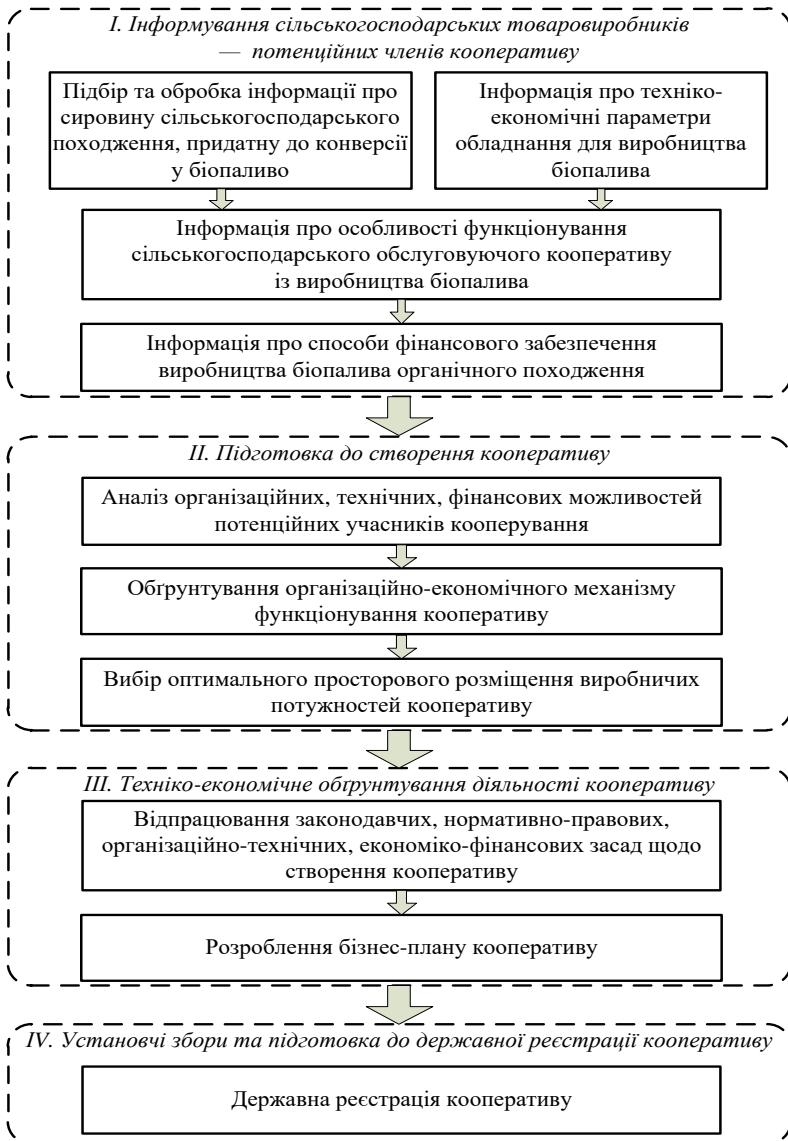 I. Інформування сільськогосподарських товаровиробників
— потенційних членів кооперативу
Підбір та обробка інформації про
сировину сільськогосподарського
походження, придатну до конверсії
у біопаливо
Інформація про техніко-
економічні параметри
обладнання для виробництва
біопалива
Інформація про особливості функціонування
сільськогосподарського обслуговуючого кооперативу
із виробництва біопалива
Інформація про способи фінансового забезпечення
виробництва біопалива органічного походження
II. Підготовка до створення кооперативу
Аналіз організаційних, технічних, фінансових можливостей
потенційних учасників кооперування
Обґрунтування організаційно-економічного механізму
функціонування кооперативу
Вибір оптимального просторового розміщення виробничих
потужностей кооперативу
III. Техніко-економічне обґрунтування діяльності кооперативу
Відпрацювання законодавчих, нормативно-правових,
організаційно-технічних, економіко-фінансових засад щодо
створення кооперативу
Розроблення бізнес-плану кооперативу
IV. Установчі збори та підготовка до державної реєстрації кооперативу
Державна реєстрація кооперативу